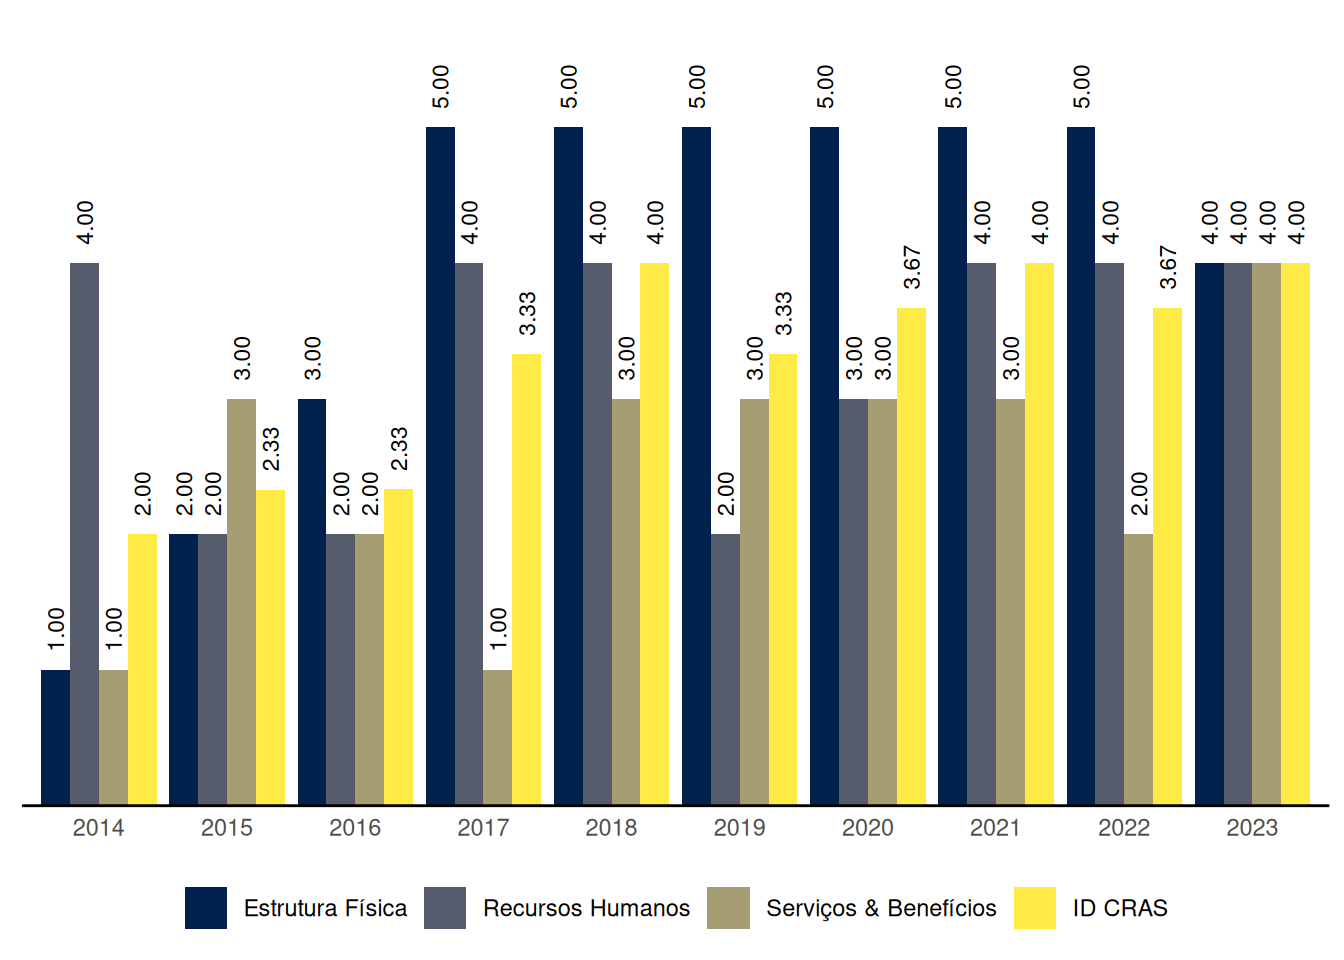 5.00 5.00 5.00 5.00 5.00 5.00
4.00 4.00 4.00 4.00 4.00 4.00 4.00 4.00 4.00 4.00 4.00
3.67 3.67
3.33 3.33
3.00 3.00 3.00 3.00 3.00 3.00 3.00
2.33 2.33
2.00 2.00 2.00 2.00 2.00 2.00 2.00
1.00 1.00 1.00
2014 2015 2016 2017 2018 2019 2020 2021 2022 2023
Estrutura Física Recursos Humanos Serviços & Benefícios ID CRAS